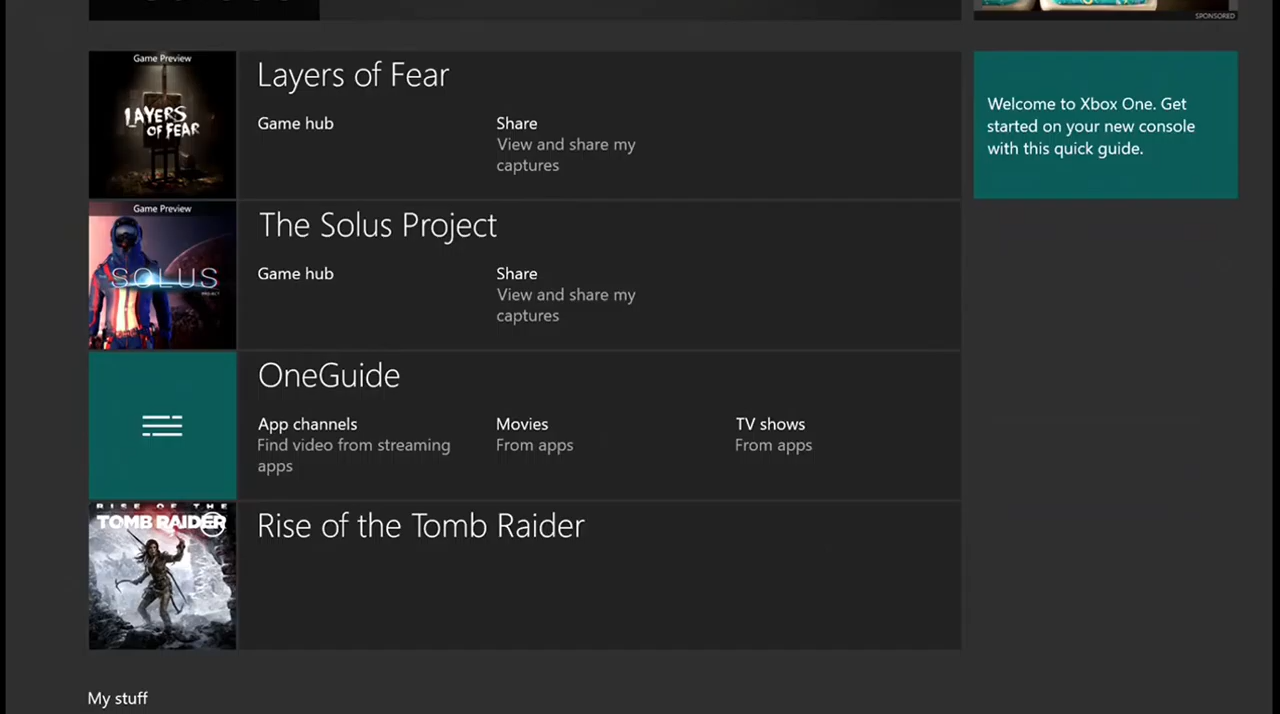 SPONSORED
Game Preview
LAYERS
OF FEAR
Layers of Fear
Game hub
Share
View and share my
captures
Welcome to Xbox One. Get
started on your new console
with this quick guide.
Game Preview
SOLUS
PROJECT
The Solus Project
Game hub
Share
View and share my
captures
OneGuide
App channels
Find video from streaming
apps
Movies
From apps
TV shows
From apps
RISE OF THE
TOMB RAIDER
Rise of the Tomb Raider
My stuff